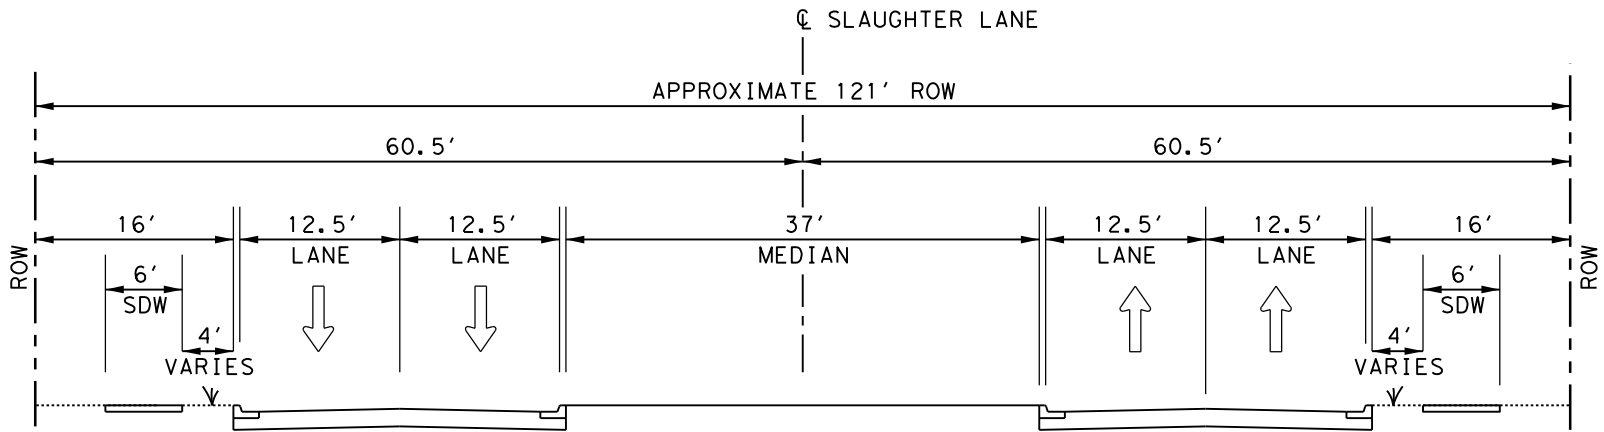 ℄ SLAUGHTER LANE
APPROXIMATE 121' ROW
60.5' 60.5'
16' 12.5' 12.5' 37' 12.5' 12.5' 16'
LANE LANE MEDIAN LANE LANE
ROW ROW
6' 6'
SDW SDW
4' 4'
VARIES VARIES